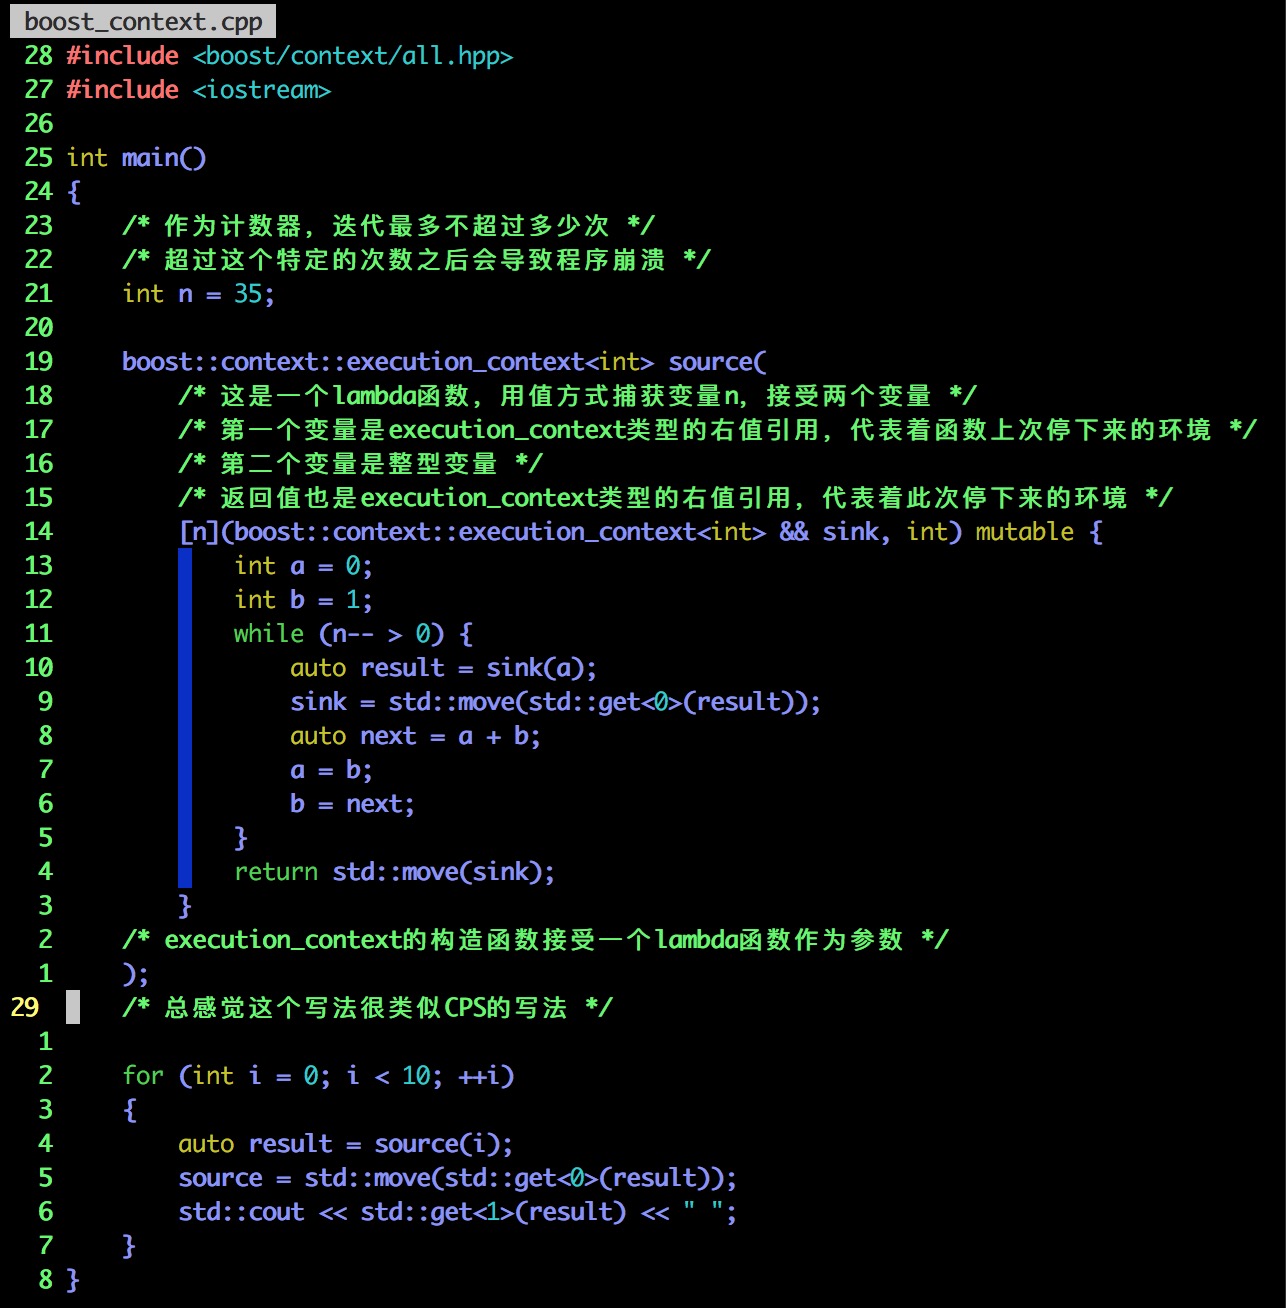 boost_context.cpp
28 #include <boost/context/all.hpp>
27 #include <iostream>
26
25 int main()
24 {
23     /* 作为计数器，迭代最多不超过多少次 */
22     /* 超过这个特定的次数之后会导致程序崩溃 */
21     int n = 35;
20
19     boost::context::execution_context<int> source(
18         /* 这是一个lambda函数，用值方式捕获变量n，接受两个变量 */
17         /* 第一个变量是execution_context类型的右值引用，代表着函数上次停下来的环境 */
16         /* 第二个变量是整型变量 */
15         /* 返回值也是execution_context类型的右值引用，代表着此次停下来的环境 */
14         [n](boost::context::execution_context<int> && sink, int) mutable {
13             int a = 0;
12             int b = 1;
11             while (n-- > 0) {
10                 auto result = sink(a);
9                 sink = std::move(std::get<0>(result));
8                 auto next = a + b;
7                 a = b;
6                 b = next;
5             }
4             return std::move(sink);
3         }
2     /* execution_context的构造函数接受一个lambda函数作为参数 */
1     );
29     /* 总感觉这个写法很类似CPS的写法 */
1
2     for (int i = 0; i < 10; ++i)
3     {
4         auto result = source(i);
5         source = std::move(std::get<0>(result));
6         std::cout << std::get<1>(result) << " ";
7     }
8 }